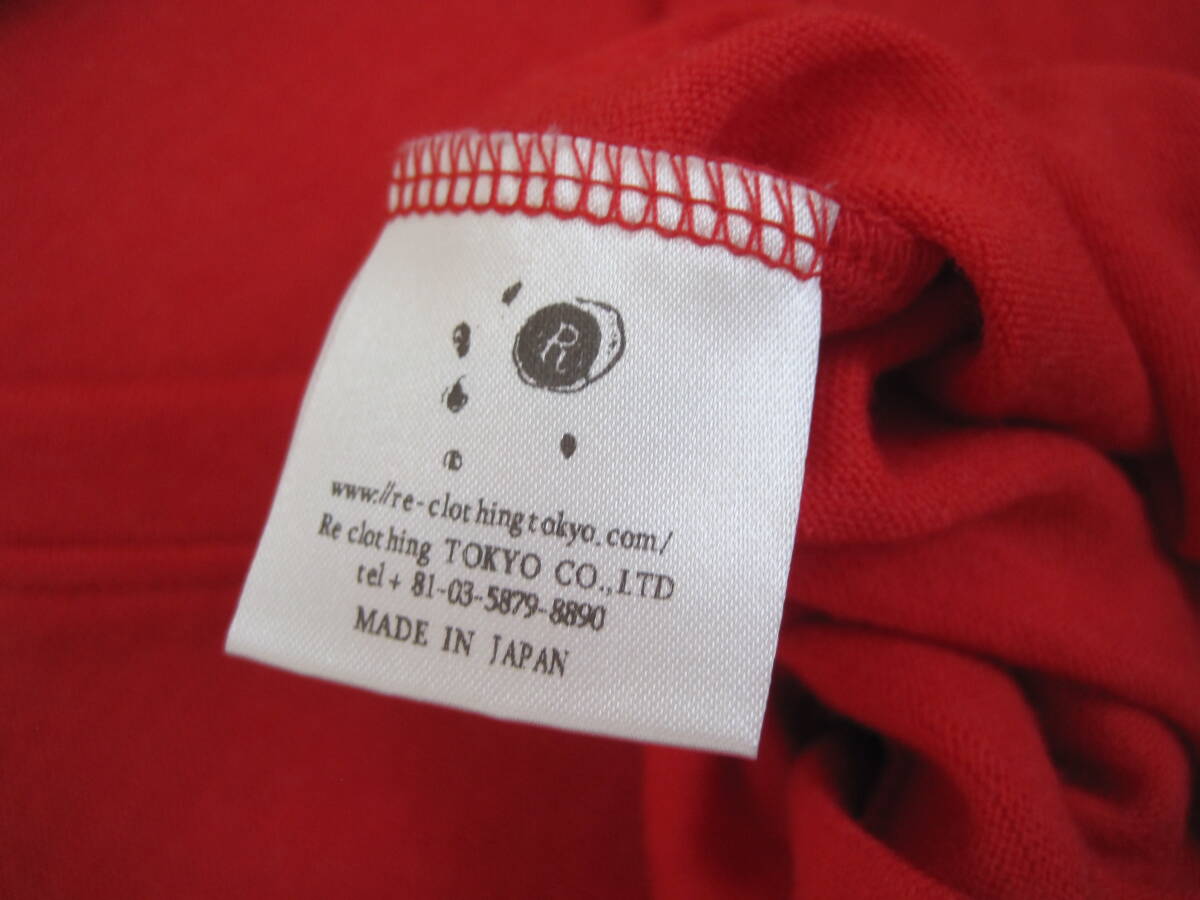 R
www.//re-clothingtokyo.com/
Re clothing TOKYO CO.,LTD
tel + 81-03-5879-8890
MADE IN JAPAN